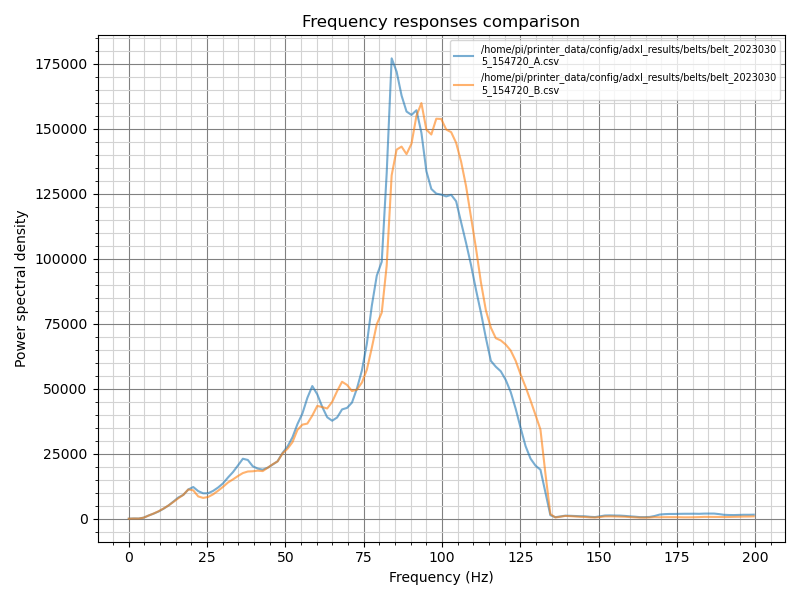 Frequency responses comparison
/home/pi/printer_data/config/adxl_results/belts/belt_2023030
5_154720_A.csv
/home/pi/printer_data/config/adxl_results/belts/belt_2023030
5_154720_B.csv
Power spectral density
175000
150000
125000
100000
75000
50000
25000
0
0 25 50 75 100 125 150 175 200
Frequency (Hz)